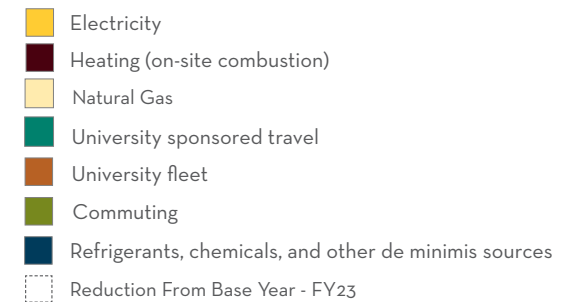 Electricity
Heating (on-site combustion)
Natural Gas
University sponsored travel
University fleet
Commuting
Refrigerants, chemicals, and other de minimis sources
Reduction From Base Year - FY23